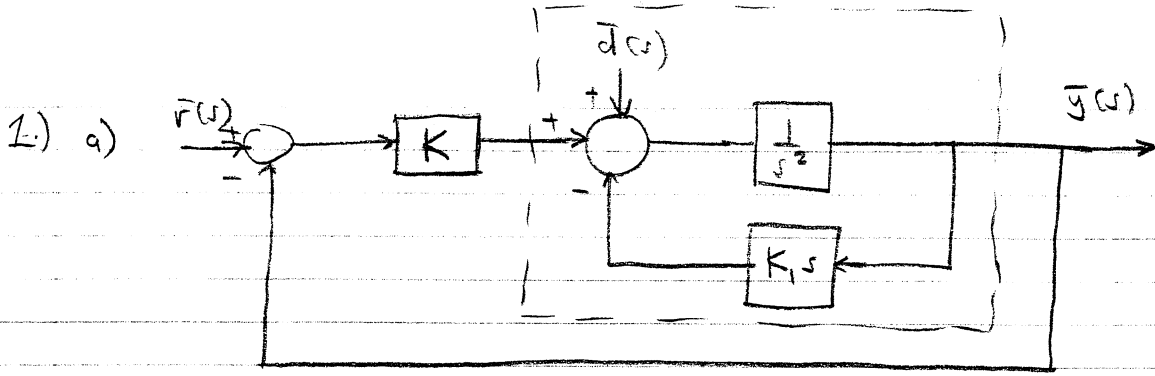 d̄(s)
1.) a) r̄(s) + K + + 1/s² ȳ(s)
- -
K₁s